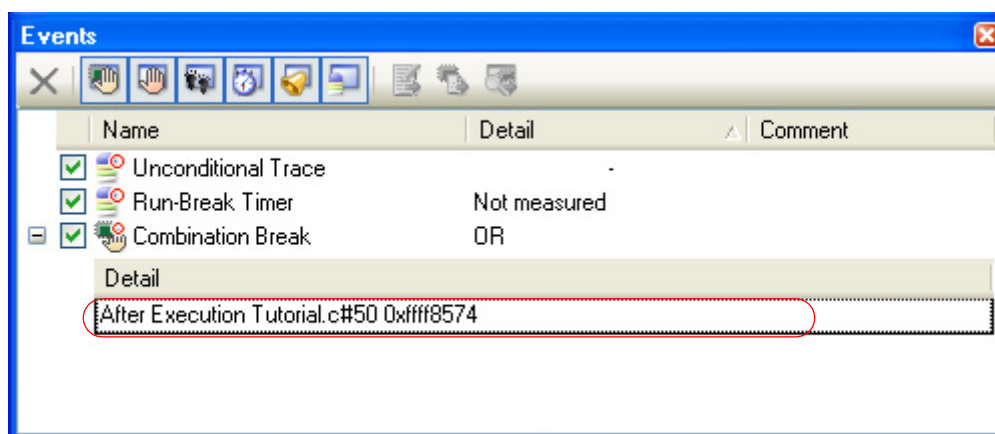 Events
Name Detail Comment
Unconditional Trace -
Run-Break Timer Not measured
Combination Break OR
Detail
After Execution Tutorial.c#50 0xffff8574